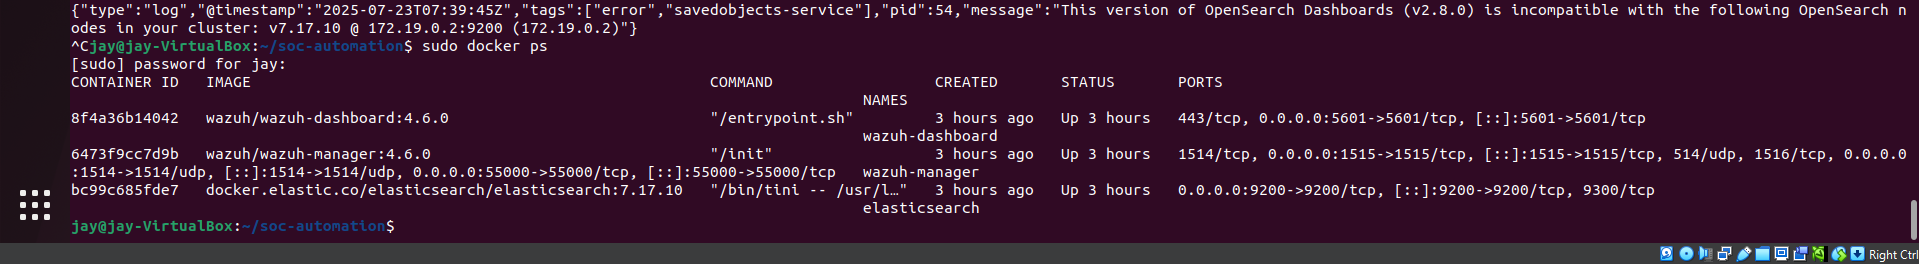 {"type":"log","@timestamp":"2025-07-23T07:39:45Z","tags":["error","savedobjects-service"],"pid":54,"message":"This version of OpenSearch Dashboards (v2.8.0) is incompatible with the following OpenSearch n
odes in your cluster: v7.17.10 @ 172.19.0.2:9200 (172.19.0.2)"}
^Cjay@jay-VirtualBox:~/soc-automation$ sudo docker ps
[sudo] password for jay:
CONTAINER ID   IMAGE                                                  COMMAND                  CREATED       STATUS       PORTS
NAMES
8f4a36b14042   wazuh/wazuh-dashboard:4.6.0                            "/entrypoint.sh"         3 hours ago   Up 3 hours   443/tcp, 0.0.0.0:5601->5601/tcp, [::]:5601->5601/tcp
wazuh-dashboard
6473f9cc7d9b   wazuh/wazuh-manager:4.6.0                              "/init"                  3 hours ago   Up 3 hours   1514/tcp, 0.0.0.0:1515->1515/tcp, [::]:1515->1515/tcp, 514/udp, 1516/tcp, 0.0.0.0
:1514->1514/udp, [::]:1514->1514/udp, 0.0.0.0:55000->55000/tcp, [::]:55000->55000/tcp   wazuh-manager
bc99c685fde7   docker.elastic.co/elasticsearch/elasticsearch:7.17.10   "/bin/tini -- /usr/l…"   3 hours ago   Up 3 hours   0.0.0.0:9200->9200/tcp, [::]:9200->9200/tcp, 9300/tcp
elasticsearch
jay@jay-VirtualBox:~/soc-automation$
Right Ctrl